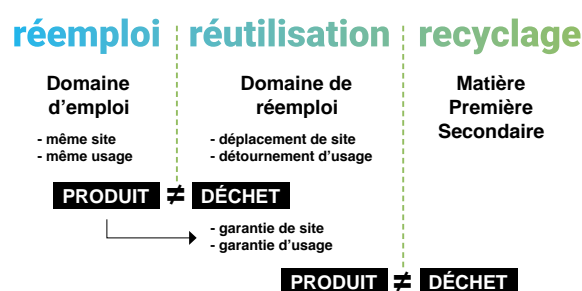 réemploi réutilisation recyclage
Domaine
d'emploi
- même site
- même usage
Domaine de
réemploi
- déplacement de site
- détournement d'usage
Matière
Première
Secondaire
PRODUIT ≠ DÉCHET
- garantie de site
- garantie d'usage
PRODUIT ≠ DÉCHET